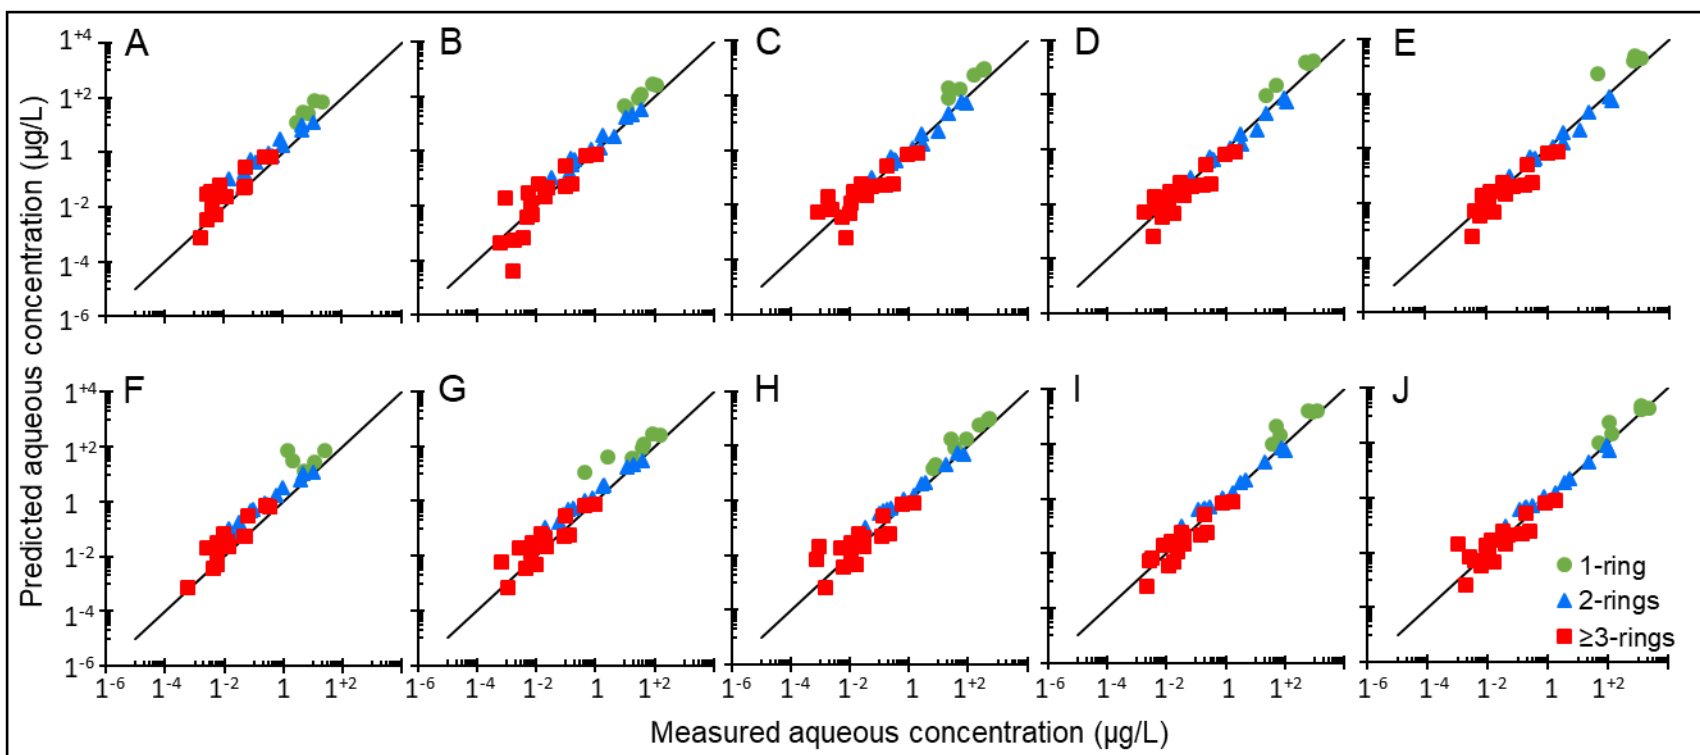 Predicted aqueous concentration (µg/L)
A B C D E
1+4
1+2
1
1-2
1-4
1-6
F G H I J
1+4
1+2
1
1-2
1-4
1-6
1-ring
2-rings
≥3-rings
1-6 1-4 1-2 1 1+2 1-6 1-4 1-2 1 1+2 1-6 1-4 1-2 1 1+2 1-6 1-4 1-2 1 1+2 1-6 1-4 1-2 1 1+2
Measured aqueous concentration (µg/L)